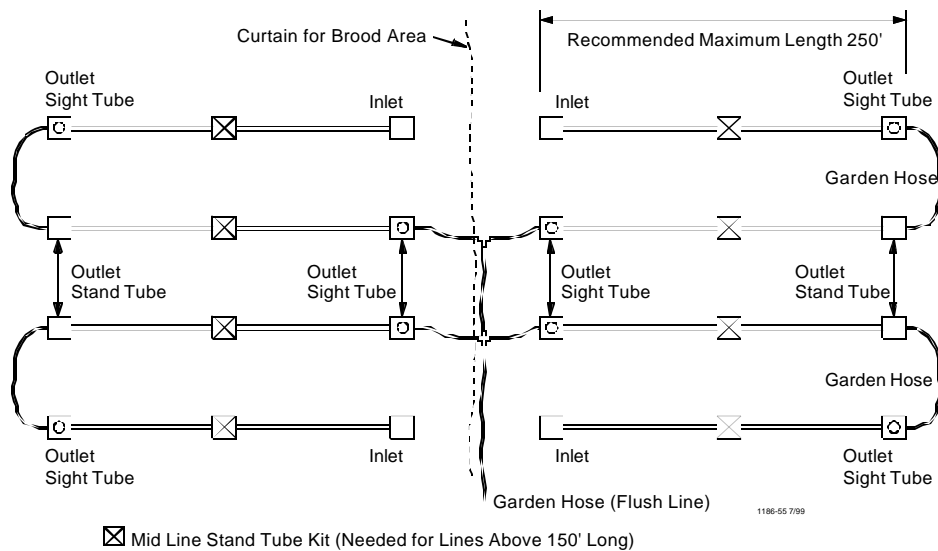 Curtain for Brood Area
Recommended Maximum Length 250'
Outlet
Sight Tube
Inlet
Inlet
Outlet
Sight Tube
Garden Hose
Outlet
Stand Tube
Outlet
Sight Tube
Outlet
Sight Tube
Outlet
Stand Tube
Garden Hose
Outlet
Sight Tube
Inlet
Inlet
Outlet
Sight Tube
Garden Hose (Flush Line)
1186-55 7/99
Mid Line Stand Tube Kit (Needed for Lines Above 150' Long)